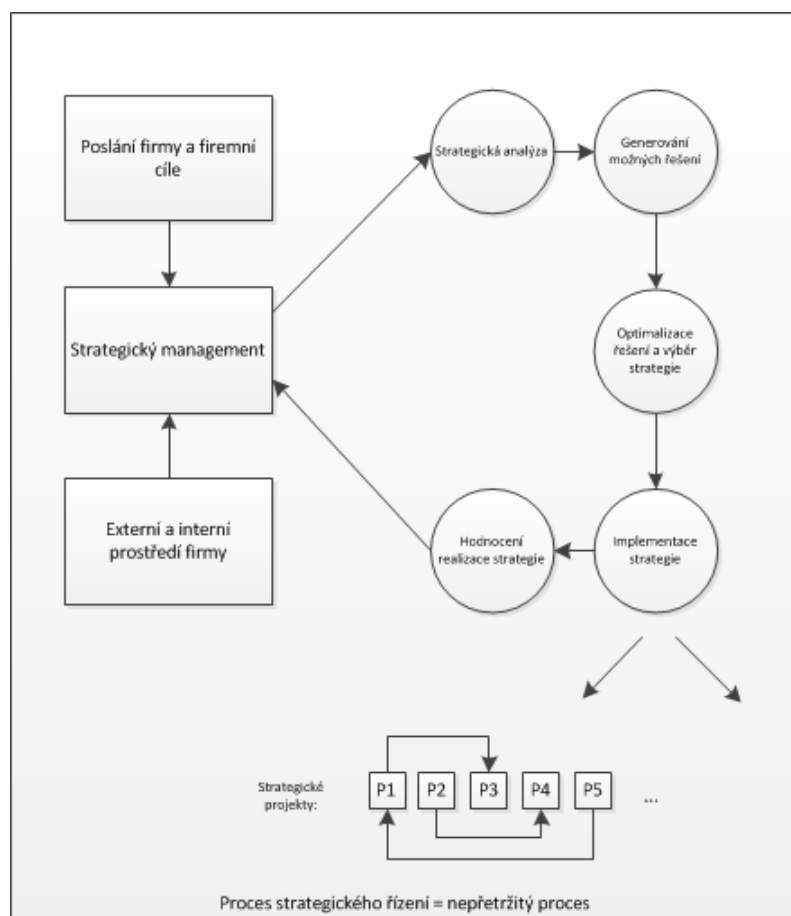 Poslání firmy a firemní
cíle
Strategický management
Externí a interní
prostředí firmy
Strategická analýza
Generování
možných řešení
Optimalizace
řešení a výběr
strategie
Implementace
strategie
Hodnocení
realizace strategie
Strategické
projekty:
P1 P2 P3 P4 P5 ...
Proces strategického řízení = nepřetržitý proces